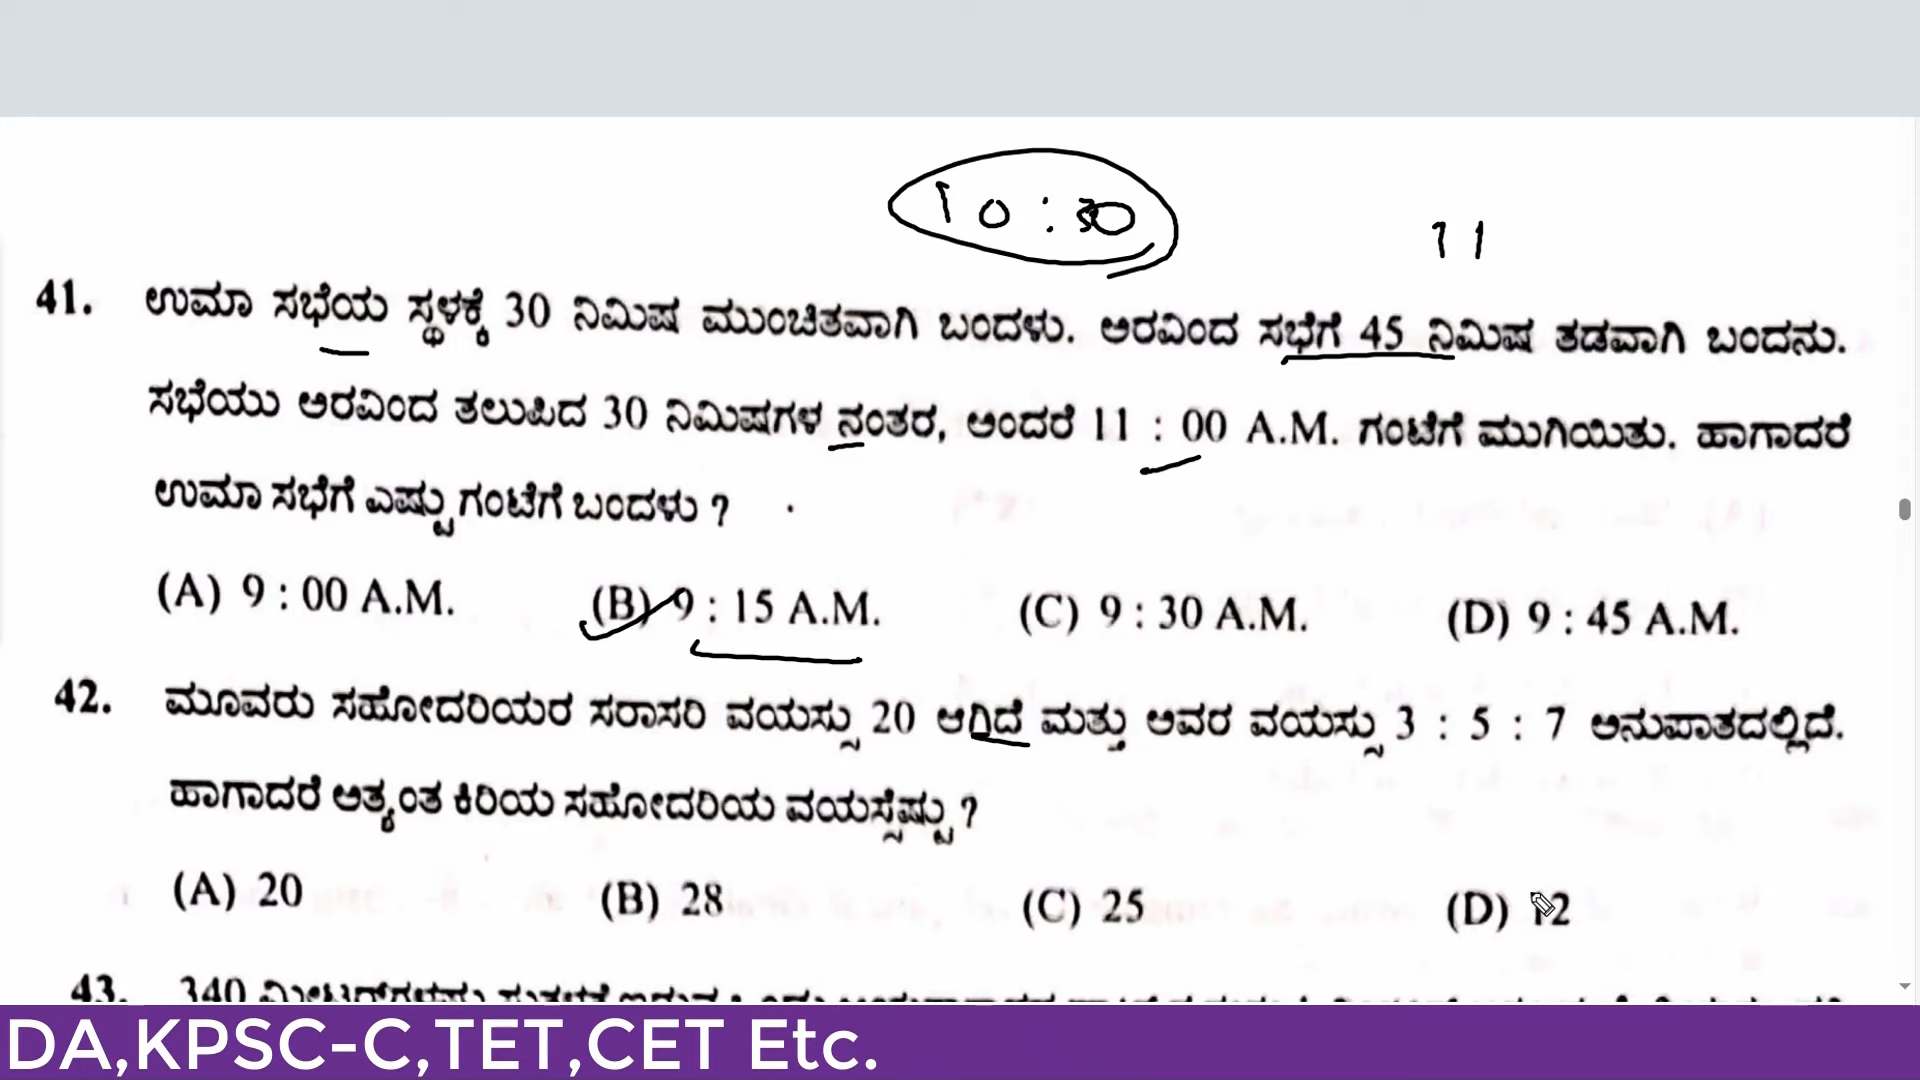 10:30
11
41. ಉಮಾ ಸಭೆಯ ಸ್ಥಳಕ್ಕೆ 30 ನಿಮಿಷ ಮುಂಚಿತವಾಗಿ ಬಂದಳು. ಅರವಿಂದ ಸಭೆಗೆ 45 ನಿಮಿಷ ತಡವಾಗಿ ಬಂದನು.
ಸಭೆಯು ಅರವಿಂದ ತಲುಪಿದ 30 ನಿಮಿಷಗಳ ನಂತರ, ಅಂದರೆ 11 : 00 A.M. ಗಂಟೆಗೆ ಮುಗಿಯಿತು. ಹಾಗಾದರೆ
ಉಮಾ ಸಭೆಗೆ ಎಷ್ಟು ಗಂಟೆಗೆ ಬಂದಳು ?
(A) 9 : 00 A.M. (B) 9 : 15 A.M. (C) 9 : 30 A.M. (D) 9 : 45 A.M.
42. ಮೂವರು ಸಹೋದರಿಯರ ಸರಾಸರಿ ವಯಸ್ಸು 20 ಆಗಿದೆ ಮತ್ತು ಅವರ ವಯಸ್ಸು 3 : 5 : 7 ಅನುಪಾತದಲ್ಲಿದೆ.
ಹಾಗಾದರೆ ಅತ್ಯಂತ ಕಿರಿಯ ಸಹೋದರಿಯ ವಯಸ್ಸೆಷ್ಟು ?
(A) 20 (B) 28 (C) 25 (D) 12
43. 340
DA,KPSC-C,TET,CET Etc.